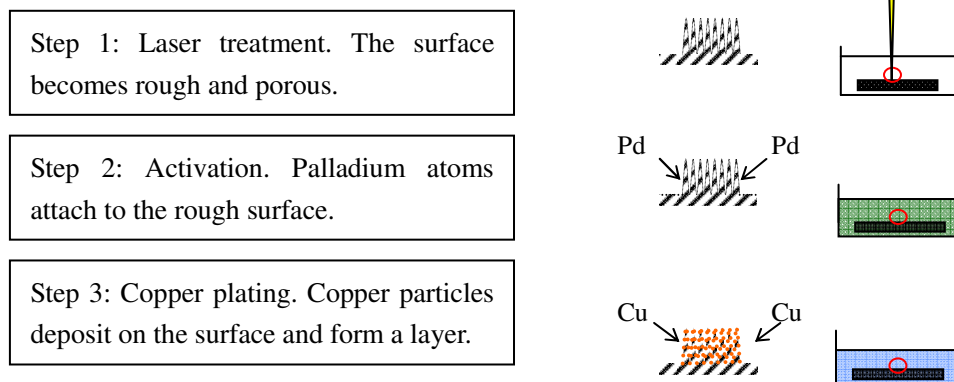 Step 1: Laser treatment. The surface
becomes rough and porous.
Pd Pd
Step 2: Activation. Palladium atoms
attach to the rough surface.
Step 3: Copper plating. Copper particles
deposit on the surface and form a layer.
Cu Cu